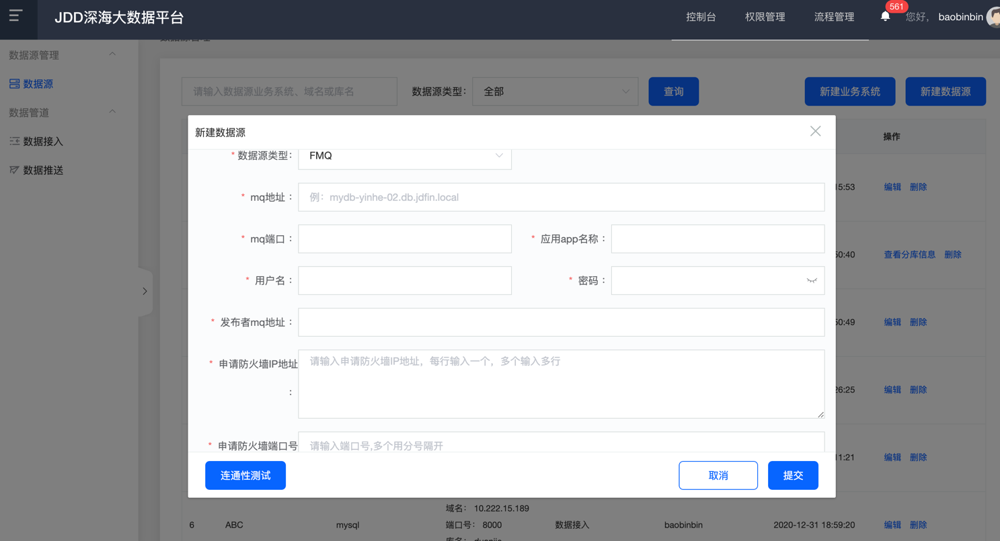 JDD深海大数据平台
控制台 权限管理 流程管理 561 您好， baobinbin
数据源管理
数据源
数据管道
数据接入
数据推送
数据源管理
请输入数据源业务系统、域名或库名 数据源类型： 全部 查询 新建业务系统 新建数据源
操作
新建数据源
* 数据源类型： FMQ
* mq地址： 例：mydb-yinhe-02.db.jdfin.local
* mq端口： * 应用app名称：
* 用户名： * 密码：
* 发布者mq地址：
* 申请防火墙IP地址 请输入申请防火墙IP地址，每行输入一个，多个输入多行
：
* 申请防火墙端口号 请输入端口号,多个用分号隔开
连通性测试 取消 提交
15:53 编辑 删除
50:40 查看分库信息 删除
50:49 编辑 删除
26:25 编辑 删除
11:21 编辑 删除
域名： 10.222.15.189
6 ABC mysql 端口号： 8000 数据接入 baobinbin 2020-12-31 18:59:20 编辑 删除
库名：